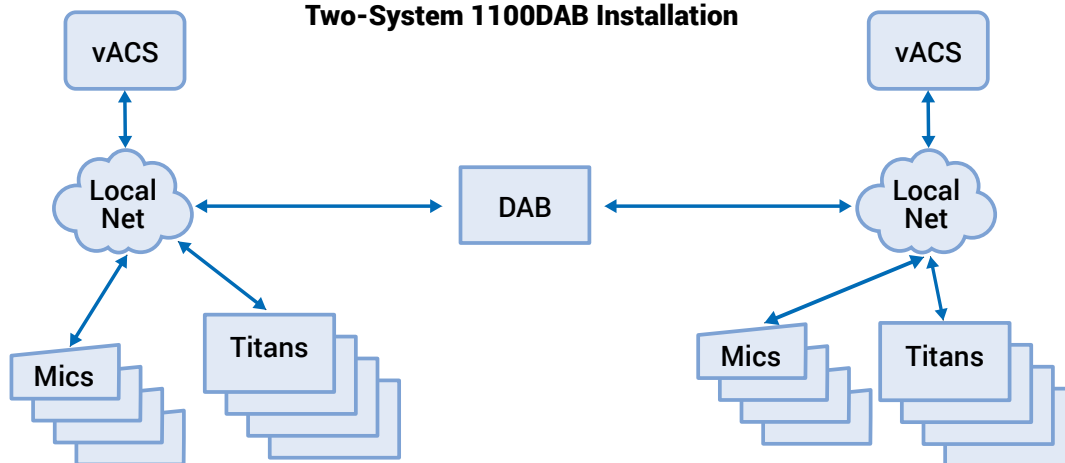 Two-System 1100DAB Installation
vACS
vACS
Local
Net
DAB
Local
Net
Mics
Titans
Mics
Titans